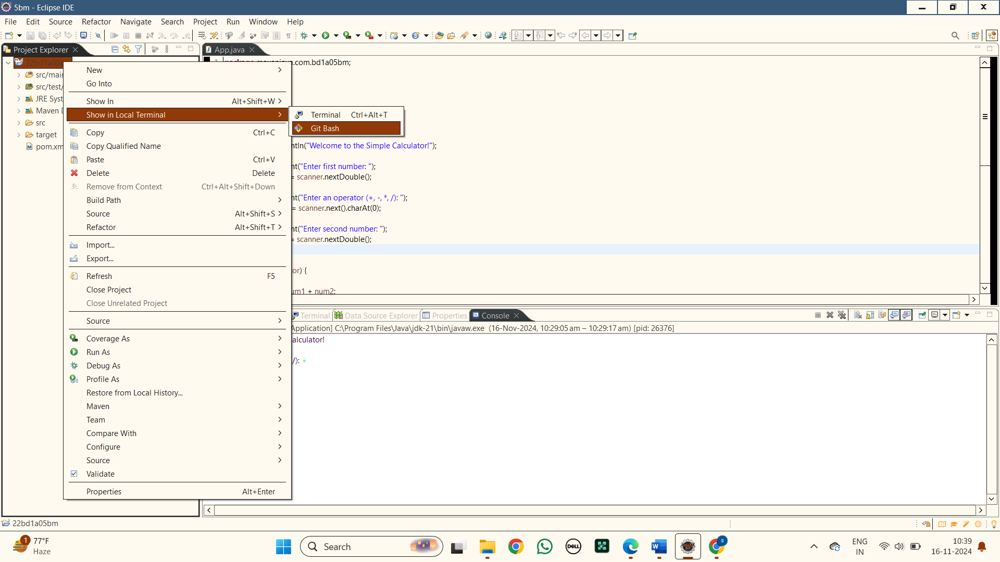 5bm - Eclipse IDE
File Edit Source Refactor Navigate Search Project Run Window Help
Project Explorer
App.java
22bd1a05
src/mai
src/test/
JRE Syst
Maven D
src
target
pom.xm
New
Go Into
Show In Alt+Shift+W
Show in Local Terminal
Copy Ctrl+C
Copy Qualified Name
Paste Ctrl+V
Delete Delete
Remove from Context Ctrl+Alt+Shift+Down
Build Path
Source Alt+Shift+S
Refactor Alt+Shift+T
Import...
Export...
Refresh F5
Close Project
Close Unrelated Project
Source
Coverage As
Run As
Debug As
Profile As
Restore from Local History...
Maven
Team
Compare With
Configure
Source
Validate
Properties Alt+Enter
Terminal Ctrl+Alt+T
Git Bash
.com.bd1a05bm;
ntln("Welcome to the Simple Calculator!");
nt("Enter first number: ");
= scanner.nextDouble();
nt("Enter an operator (+, -, *, /): ");
= scanner.next().charAt(0);
nt("Enter second number: ");
= scanner.nextDouble();
or) {
um1 + num2;
Terminal Data Source Explorer Properties Console
Application] C:\Program Files\Java\jdk-21\bin\javaw.exe (16-Nov-2024, 10:29:05 am – 10:29:17 am) [pid: 26376]
alculator!
/): +
22bd1a05bm
1
77°F
Haze
Search
DELL
S
ENG
IN
10:39
16-11-2024